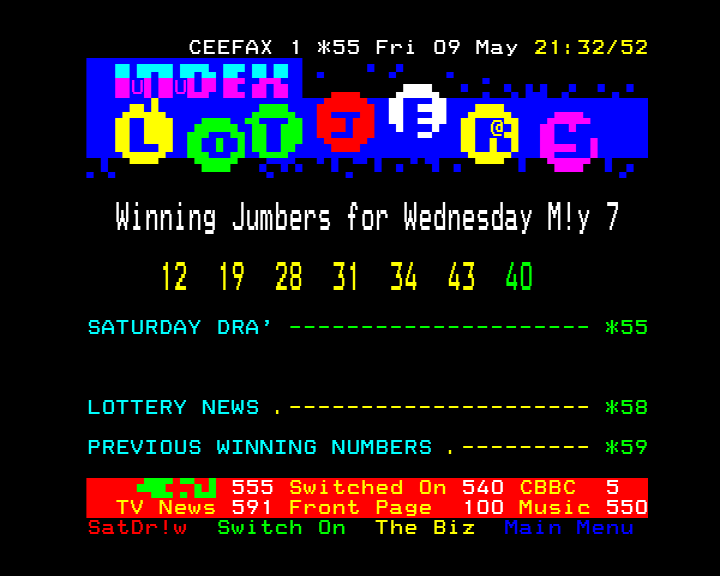 CEEFAX 1 *55 Fri 09 May 21:32/52
Winning Jumbers for Wednesday M!y 7
12 19 28 31 34 43 40
SATURDAY DRA' --------------------- *55
LOTTERY NEWS .--------------------- *58
PREVIOUS WINNING NUMBERS .--------- *59
555 Switched On 540 CBBC 5
TV News 591 Front Page 100 Music 550
SatDr!w Switch On The Biz Main Menu